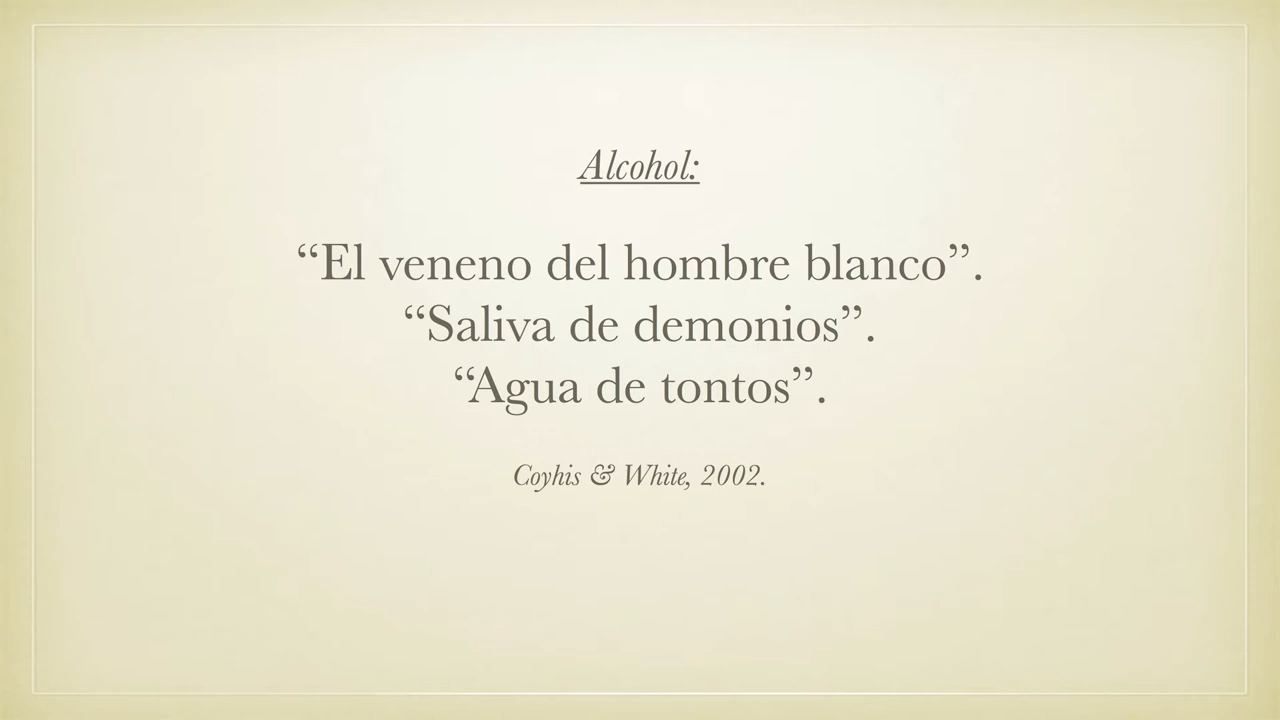 Alcohol:
“El veneno del hombre blanco”.
“Saliva de demonios”.
“Agua de tontos”.
Coyhis & White, 2002.